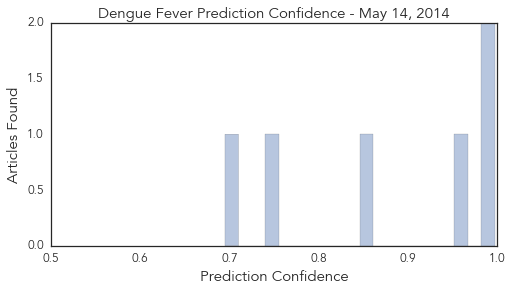 Dengue Fever Prediction Confidence - May 14, 2014
2.0
1.5
1.0
0.5
0.0
Articles Found
0.5 0.6 0.7 0.8 0.9 1.0
Prediction Confidence